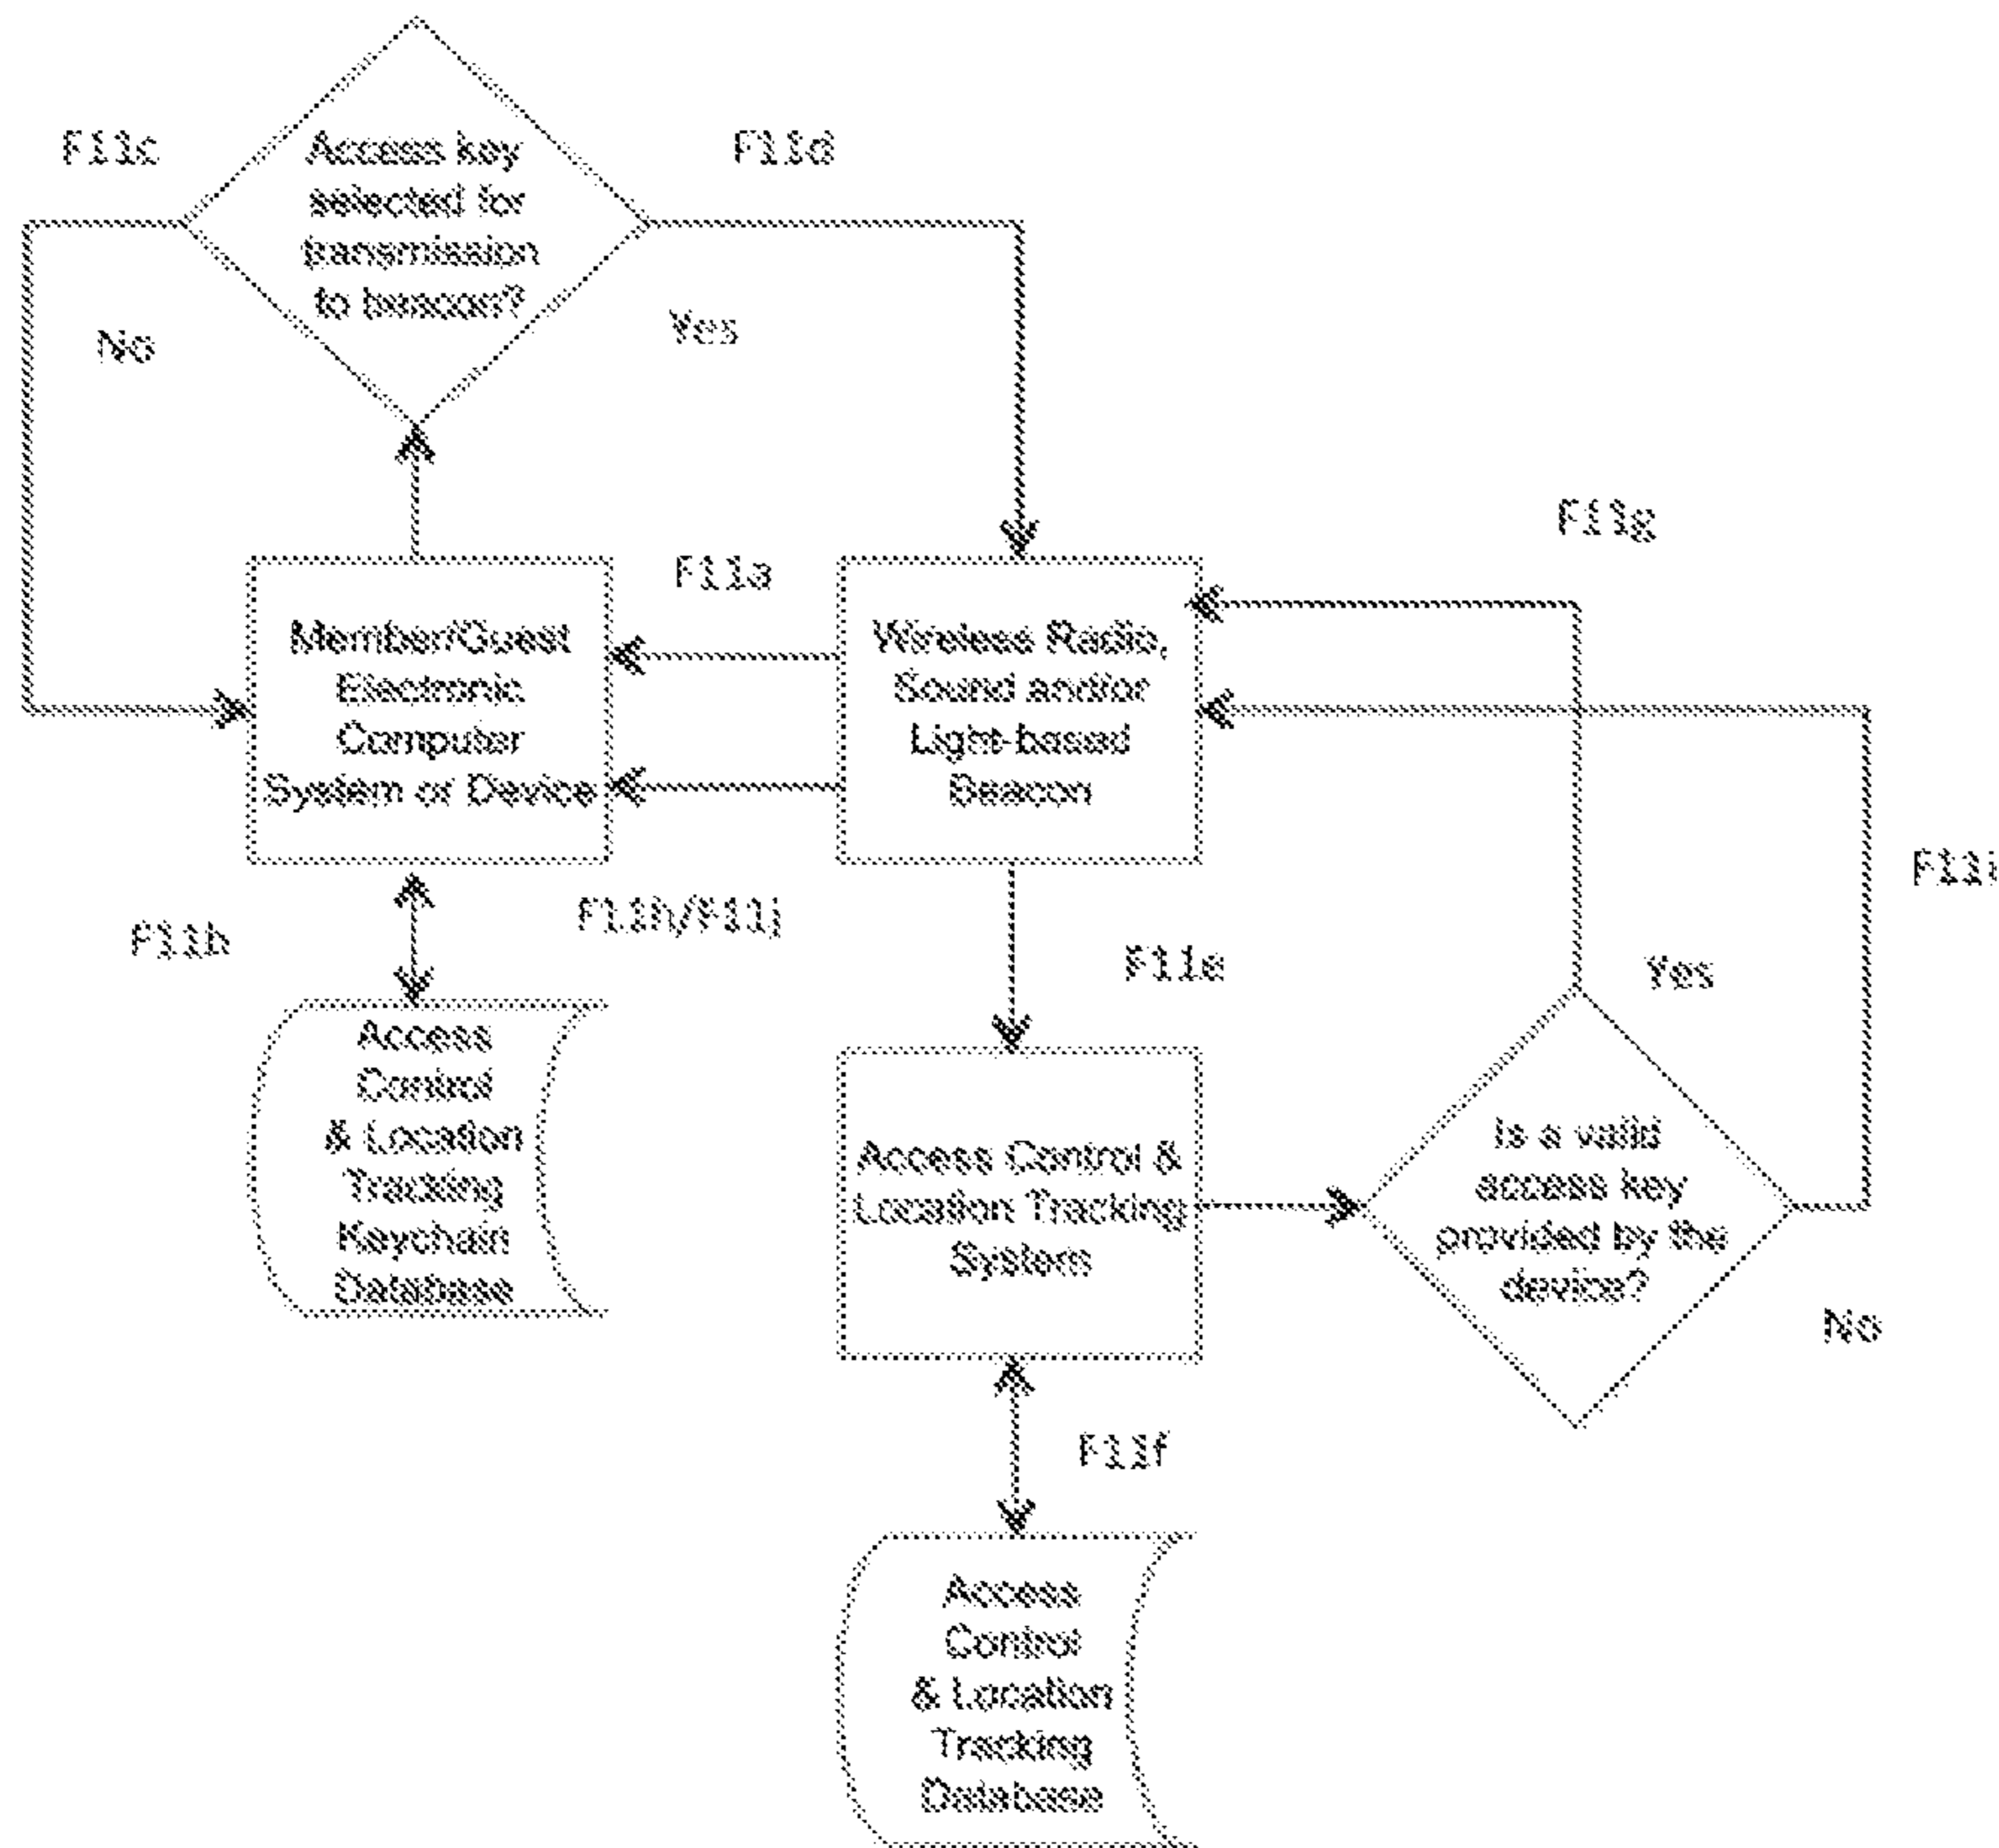 F11c
Access key
selected for
transmission
to beacon?
F11d
No
Yes
F11g
F11a
Member/Guest
Electronic
Computer
System or Device
Wireless Radio,
Sound and/or
Light-based
Beacon
F11i
F11b
F11h/F11j
F11e
Yes
Access
Control
& Location
Tracking
Keychain
Database
Access Control &
Location Tracking
System
Is a valid
access key
provided by the
device?
No
F11f
Access
Control
& Location
Tracking
Database